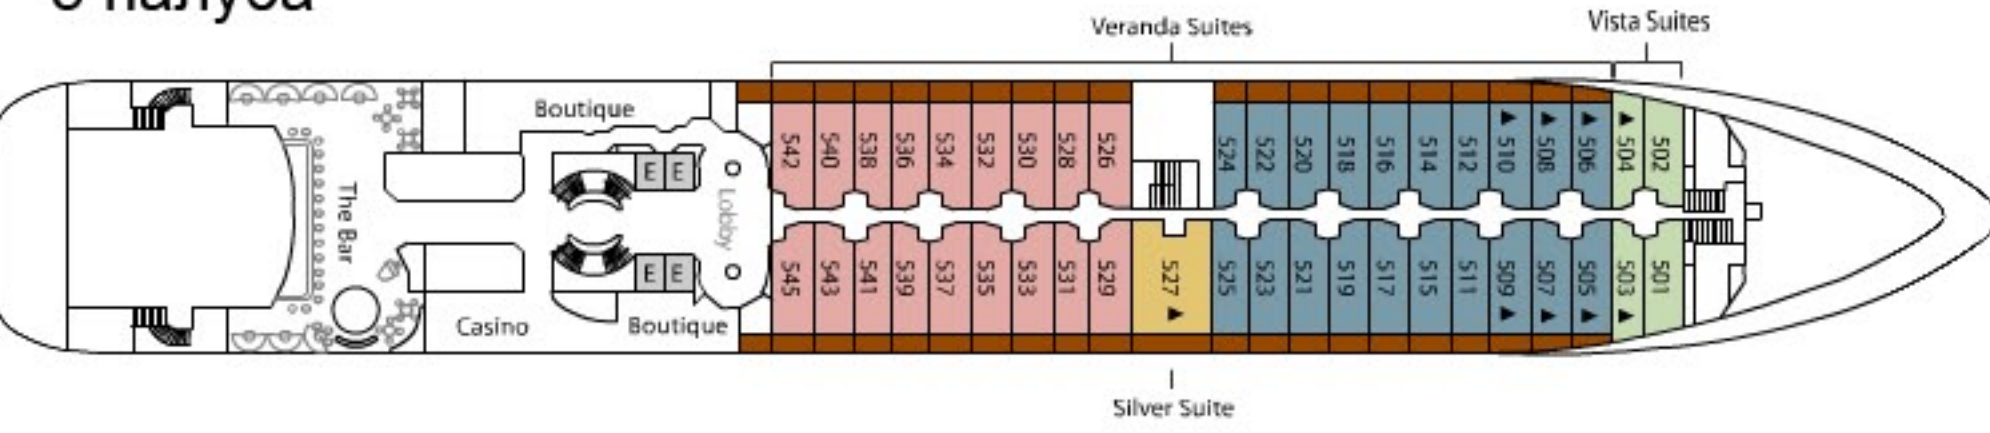 Veranda Suites
Vista Suites
Boutique
542 540 538 536 534 532 530 528 526 524 522 520 518 516 514 512 510 508 506 504 502
E E
The Bar
Lobby
E E
545 543 541 539 537 535 533 531 529 527 525 523 521 519 517 515 511 509 507 505 503 501
Casino
Boutique
Silver Suite